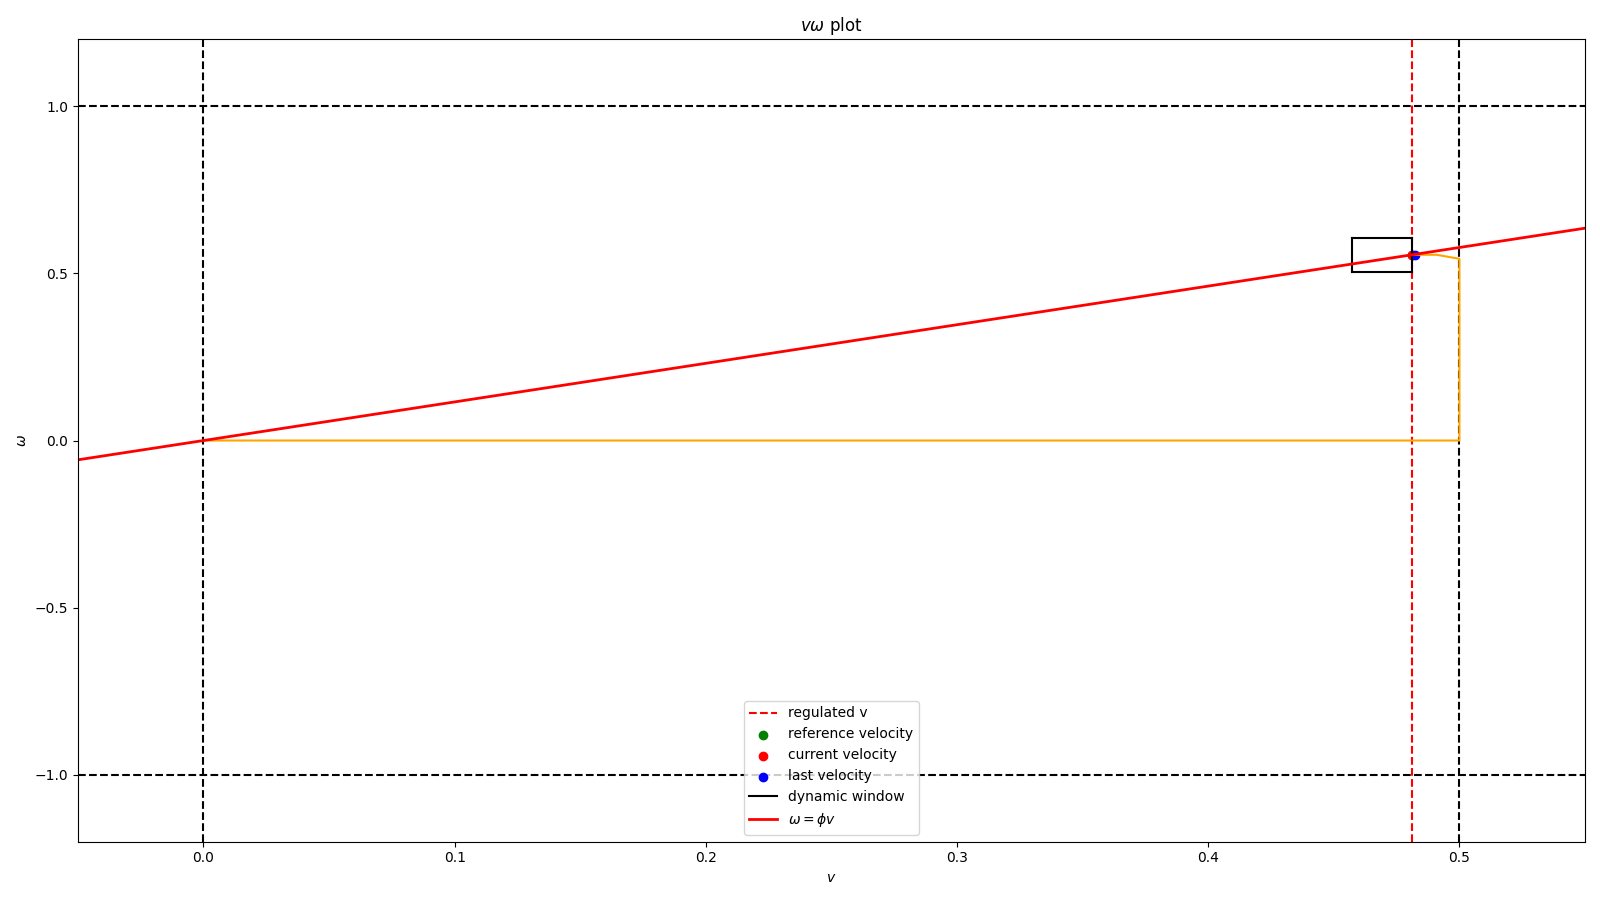 vω plot
1.0
0.5
0.0
−0.5
−1.0
ω
0.0 0.1 0.2 0.3 0.4 0.5
v
regulated v
reference velocity
current velocity
last velocity
dynamic window
ω = ϕv